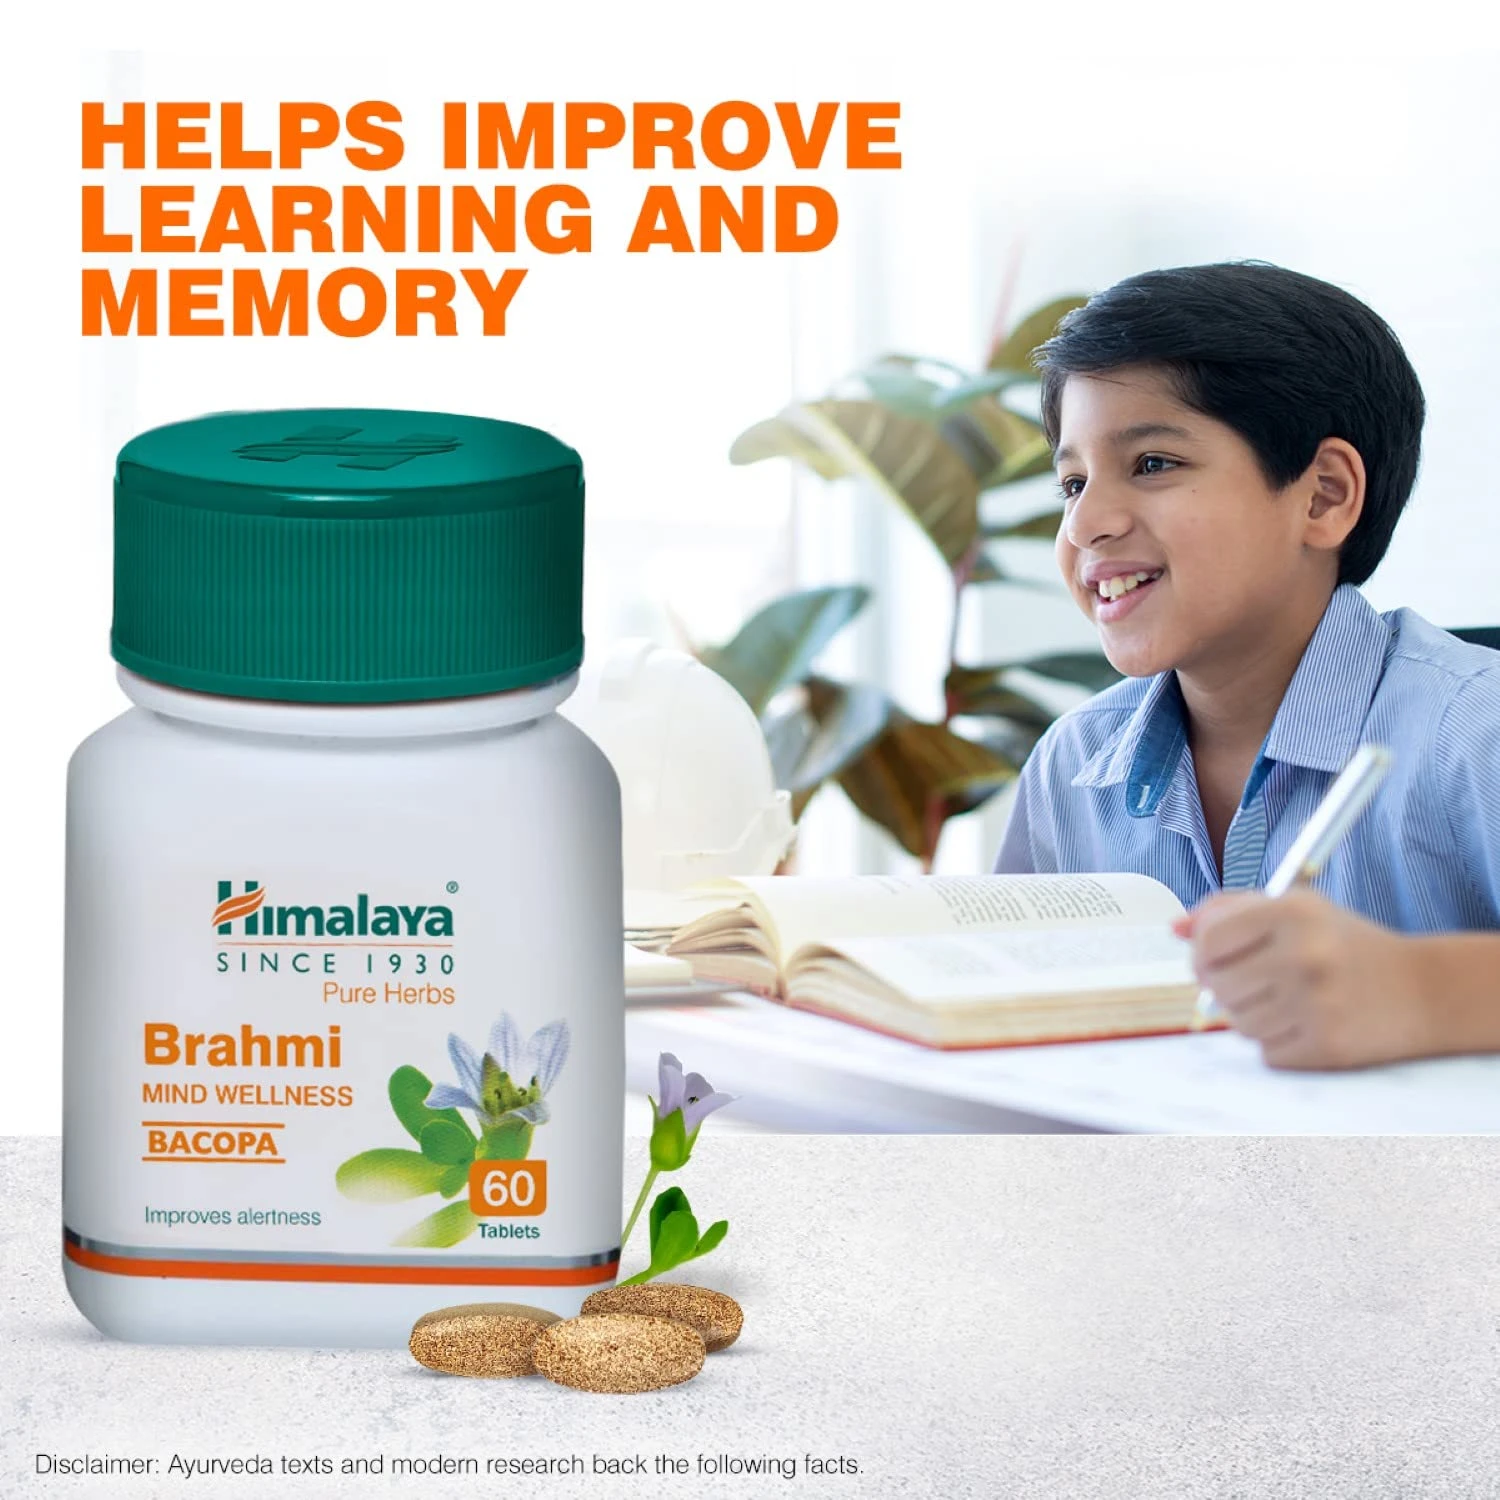 HELPS IMPROVE
LEARNING AND
MEMORY
Himalaya®
SINCE 1930
Pure Herbs
Brahmi
MIND WELLNESS
BACOPA
60
Tablets
Improves alertness
Disclaimer: Ayurveda texts and modern research back the following facts.